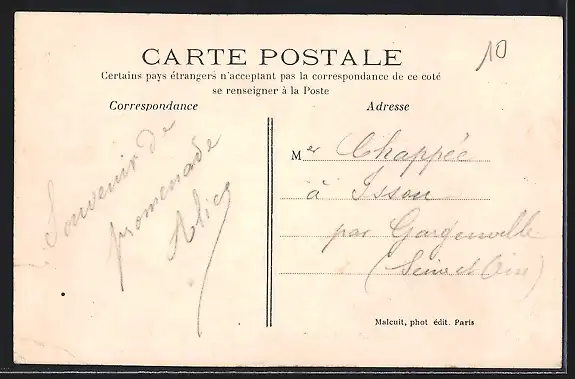 10
CARTE POSTALE
Certains pays étrangers n'acceptant pas la correspondance de ce coté
se renseigner à la Poste
Correspondance
Adresse
Souvenir de
promenade
Alice
Mer Chappée
à Issou
par Gargenville
(Seine et Oise)
Malcuit, phot édit. Paris